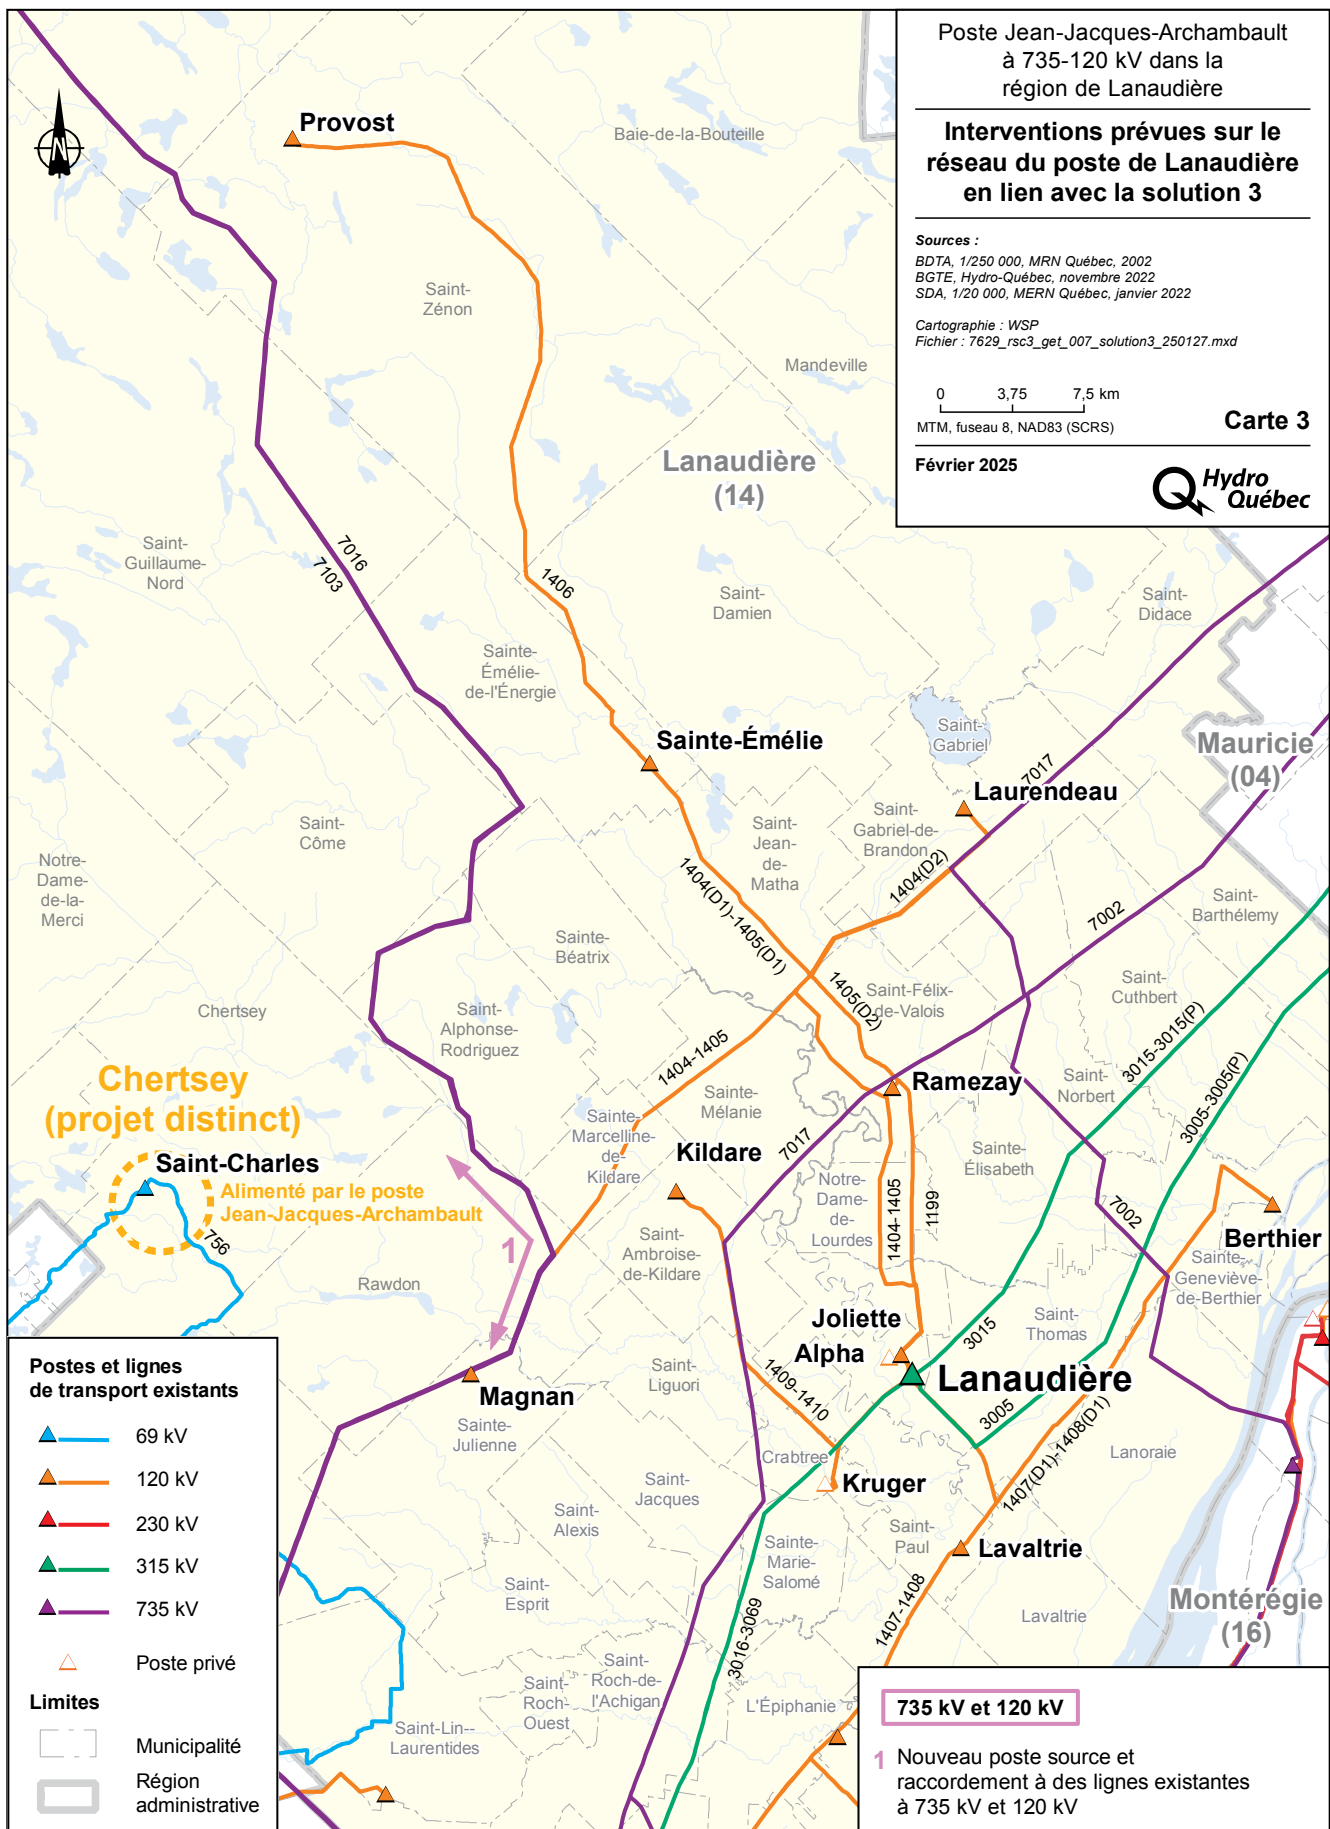 Poste Jean-Jacques-Archambault
à 735-120 kV dans la
région de Lanaudière
Interventions prévues sur le
réseau du poste de Lanaudière
en lien avec la solution 3
Sources :
BDTA, 1/250 000, MRN Québec, 2002
BGTE, Hydro-Québec, novembre 2022
SDA, 1/20 000, MERN Québec, janvier 2022
Cartographie : WSP
Fichier : 7629_rsc3_get_007_solution3_250127.mxd
0 3,75 7,5 km
MTM, fuseau 8, NAD83 (SCRS)
Carte 3
Février 2025
Hydro
Québec
N
Provost
Baie-de-la-Bouteille
Saint-
Zénon
Mandeville
Lanaudière
(14)
Saint-
Guillaume-
Nord
7016
7103
1406
Saint-
Damien
Saint-
Didace
Sainte-
Émélie-
de-l'Énergie
Sainte-Émélie
Saint-
Gabriel
Mauricie
(04)
7017
Laurendeau
Saint-
Côme
Saint-
Jean-
de-
Matha
Saint-
Gabriel-de-
Brandon
Notre-
Dame-
de-la-
Merci
1404(D1)-1405(D1)
1404(D2)
7002
Saint-
Barthélemy
Sainte-
Béatrix
1405(D2)
Saint-Félix-
de-Valois
Saint-
Cuthbert
Chertsey
Saint-
Alphonse-
Rodriguez
1404-1405
3015-3015(P)
3005-3005(P)
Chertsey
(projet distinct)
Ramezay
Saint-
Norbert
Sainte-
Mélanie
Sainte-
Marcelline-
de-
Kildare
Kildare
7017
Sainte-
Élisabeth
Saint-Charles
Alimenté par le poste
Jean-Jacques-Archambault
756
Notre-
Dame-
de-
Lourdes
1404-1405
1199
7002
Berthier
1
Saint-
Ambroise-
de-Kildare
Sainte-
Geneviève-
de-Berthier
Rawdon
Joliette
Alpha
3015
Saint-
Thomas
Lanaudière
Magnan
Saint-
Liguori
1409-1410
3005
1407(D1)-1408(D1)
Sainte-
Julienne
Crabtree
Lanoraie
Kruger
Saint-
Jacques
Saint-
Alexis
Saint-
Paul
Lavaltrie
Sainte-
Marie-
Salomé
Saint-
Esprit
Lavaltrie
Montérégie
(16)
3016-3069
1407-1408
Saint-
Roch-de-
l'Achigan
Saint-
Roch-
Ouest
L'Épiphanie
Saint-Lin--
Laurentides
Postes et lignes
de transport existants
69 kV
120 kV
230 kV
315 kV
735 kV
Poste privé
Limites
Municipalité
Région
administrative
735 kV et 120 kV
1 Nouveau poste source et
raccordement à des lignes existantes
à 735 kV et 120 kV